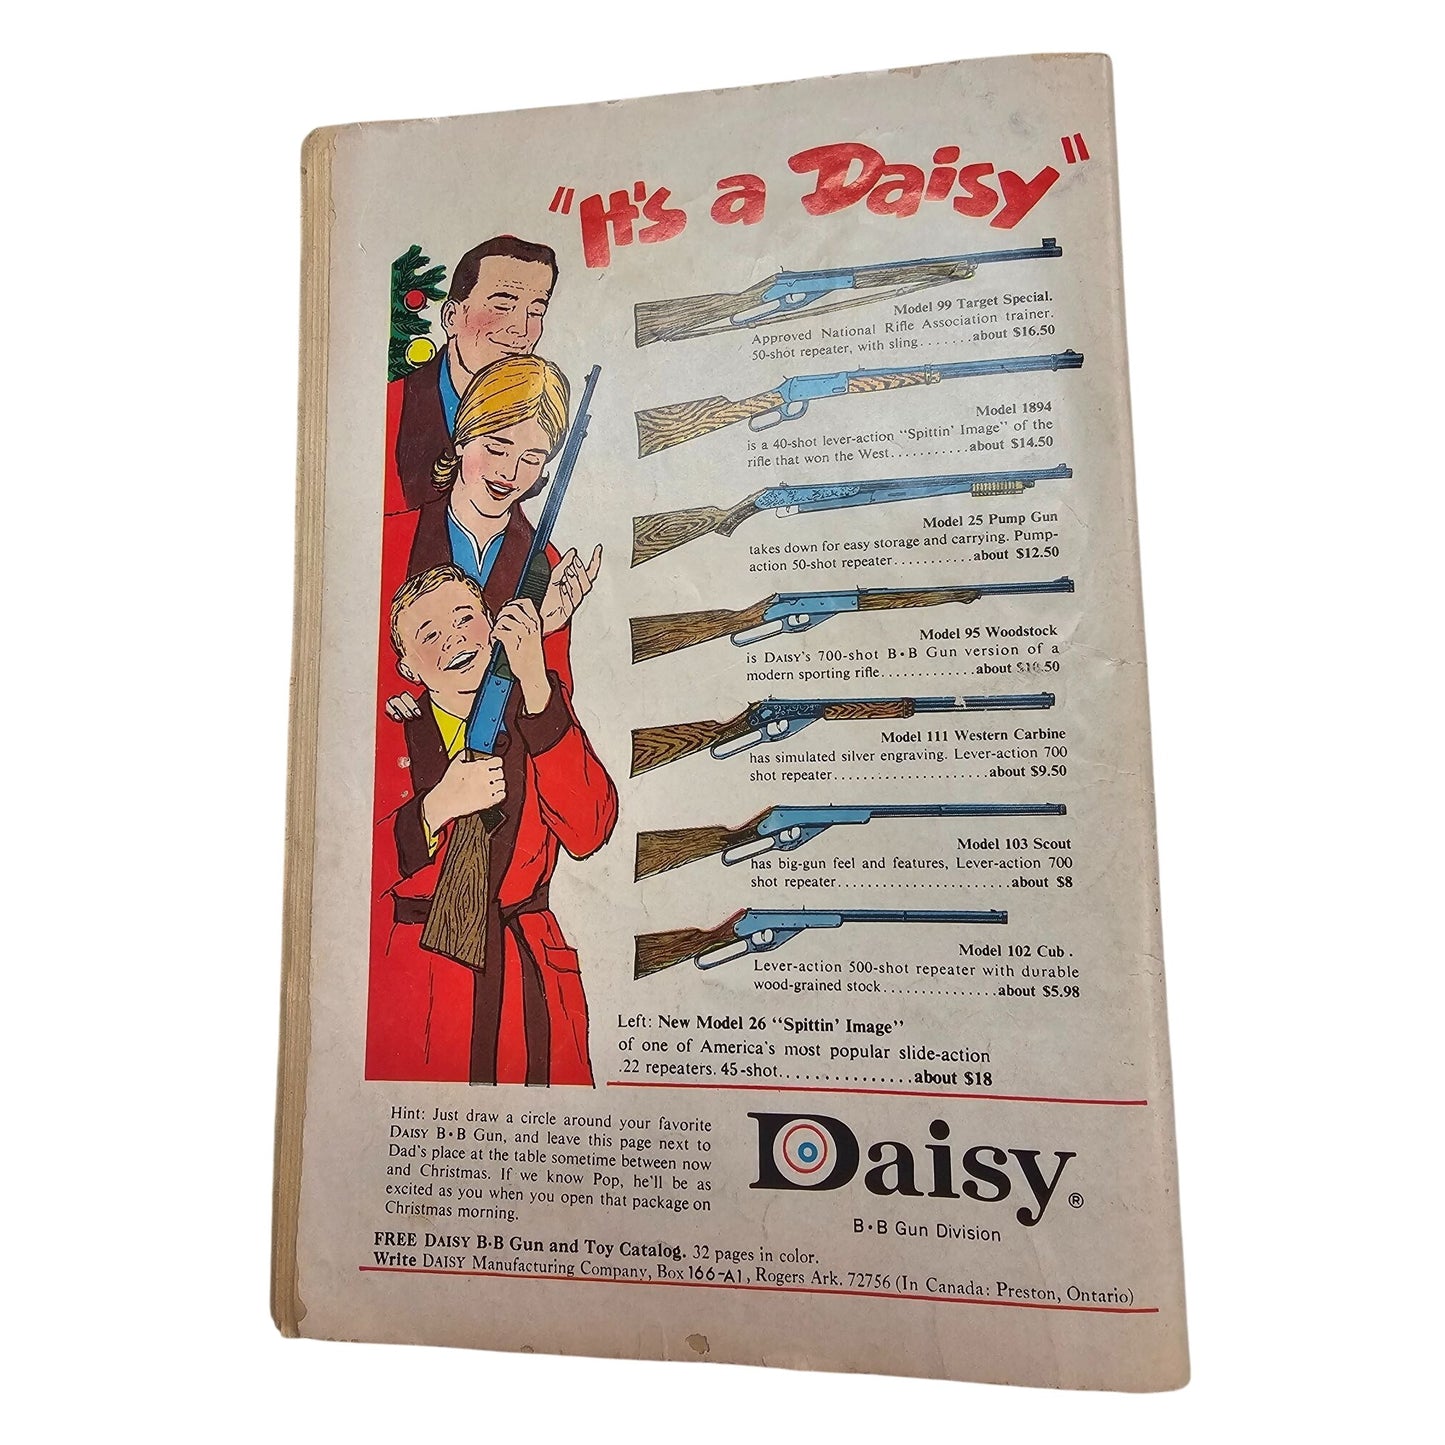 "It's a Daisy"
Model 99 Target Special.
Approved National Rifle Association trainer.
50-shot repeater, with sling.......about $16.50
Model 1894
is a 40-shot lever-action "Spittin' Image" of the
rifle that won the West...........about $14.50
Model 25 Pump Gun
takes down for easy storage and carrying. Pump-
action 50-shot repeater...........about $12.50
Model 95 Woodstock
is DAISY'S 700-shot B•B Gun version of a
modern sporting rifle............about $10.50
Model 111 Western Carbine
has simulated silver engraving. Lever-action 700
shot repeater....................about $9.50
Model 103 Scout
has big-gun feel and features, Lever-action 700
shot repeater......................about $8
Model 102 Cub.
Lever-action 500-shot repeater with durable
wood-grained stock...............about $5.98
Left: New Model 26 "Spittin' Image"
of one of America's most popular slide-action
.22 repeaters. 45-shot...............about $18
Hint: Just draw a circle around your favorite
DAISY B•B Gun, and leave this page next to
Dad's place at the table sometime between now
and Christmas. If we know Pop, he'll be as
excited as you when you open that package on
Christmas morning.
Daisy®
B•B Gun Division
FREE DAISY B•B Gun and Toy Catalog. 32 pages in color.
Write DAISY Manufacturing Company, Box 166-A1, Rogers Ark. 72756 (In Canada: Preston, Ontario)